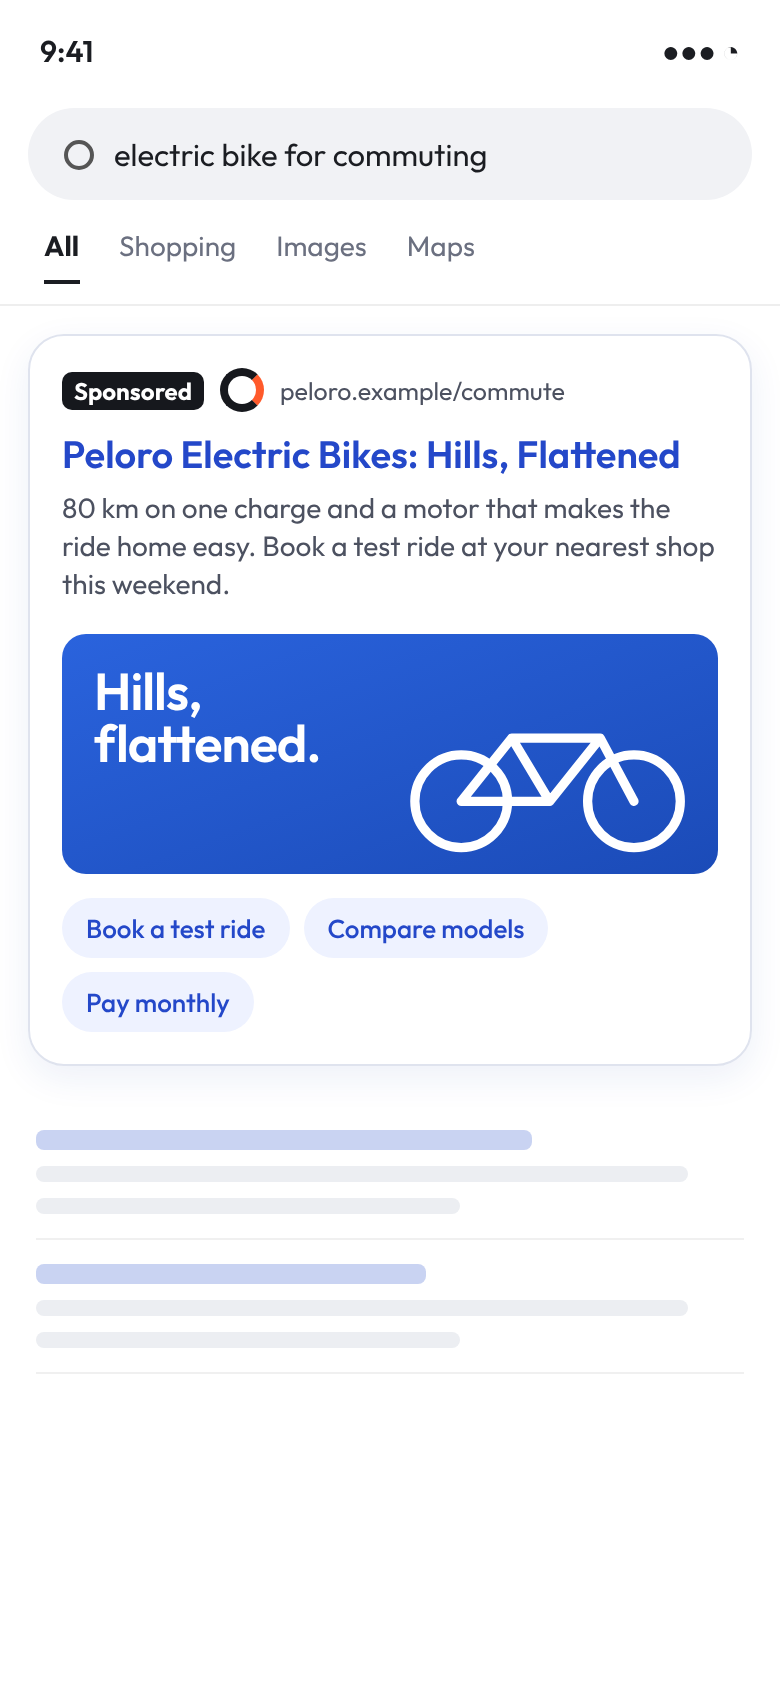 9:41
electric bike for commuting
All Shopping Images Maps
Sponsored peloro.example/commute
Peloro Electric Bikes: Hills, Flattened
80 km on one charge and a motor that makes the
ride home easy. Book a test ride at your nearest shop
this weekend.
Hills,
flattened.
Book a test ride Compare models
Pay monthly